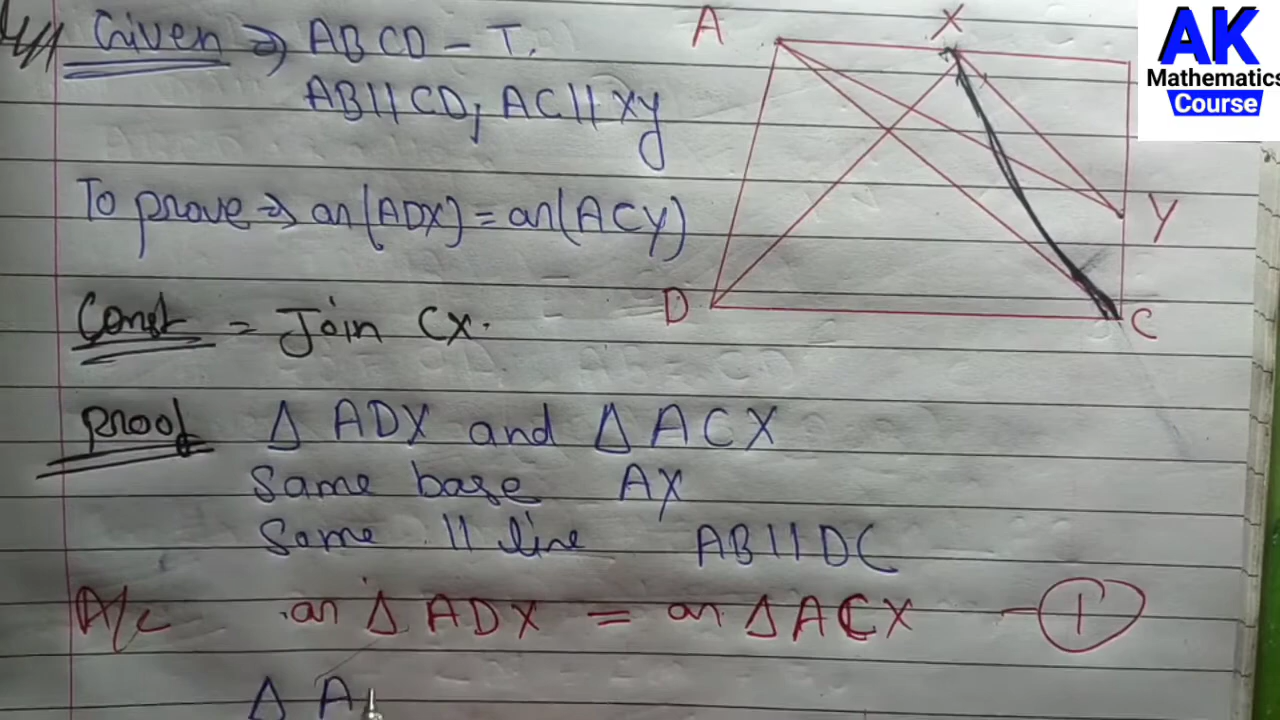 Given ⇒ ABCD - T.
AB || CD, AC || XY
To prove ⇒ ar(ADX) = ar(ACY)
Const = Join CX.
Proof Δ ADX and Δ ACX
Same base AX
Same || line AB || DC
A/c ar Δ ADX = ar Δ ACX - 1
Δ A
A
X
Y
D
C
AK
Mathematics
Course